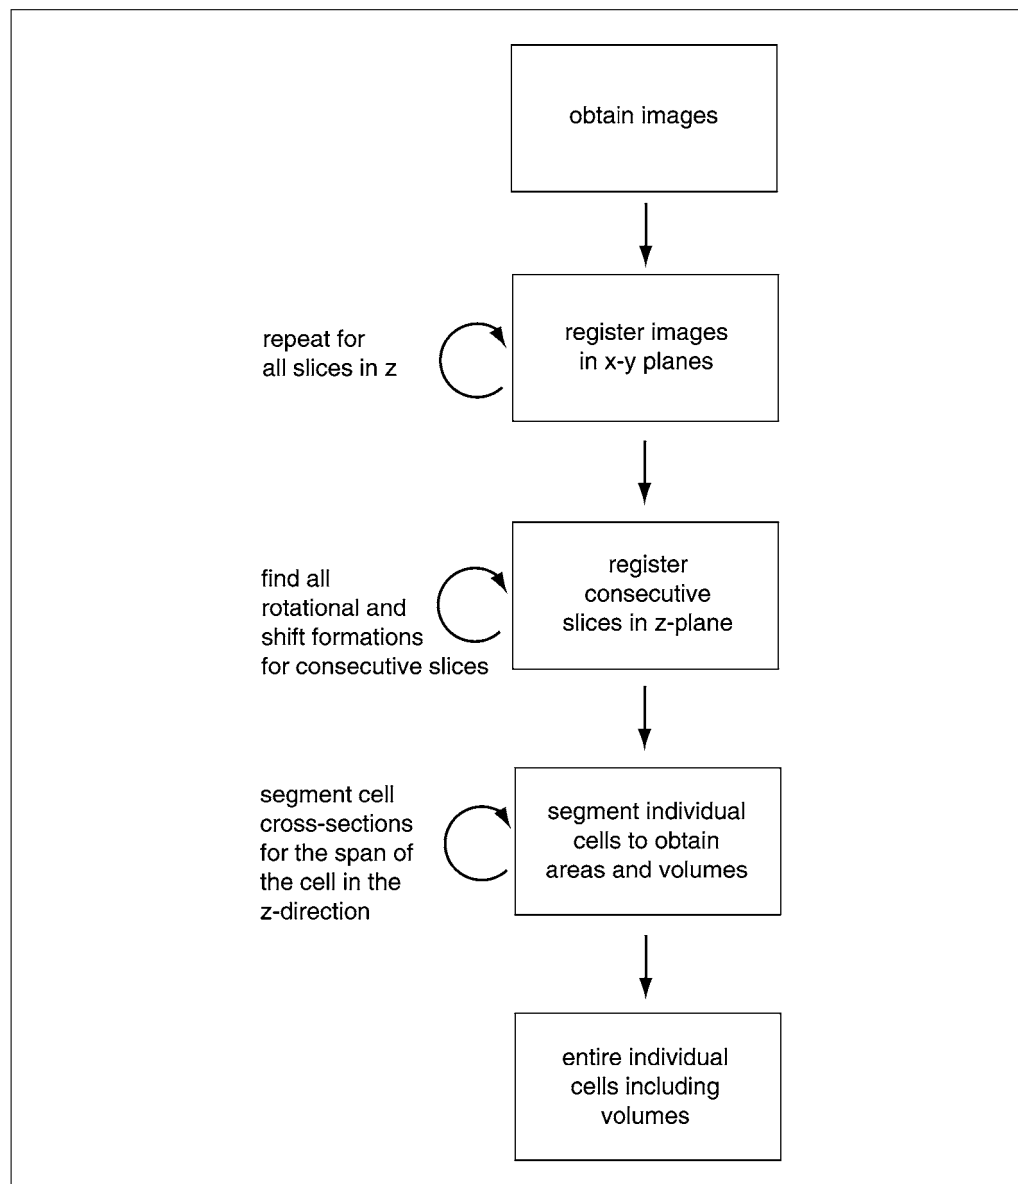 obtain images
repeat for
all slices in z
register images
in x-y planes
find all
rotational and
shift formations
for consecutive slices
register
consecutive
slices in z-plane
segment cell
cross-sections
for the span of
the cell in the
z-direction
segment individual
cells to obtain
areas and volumes
entire individual
cells including
volumes